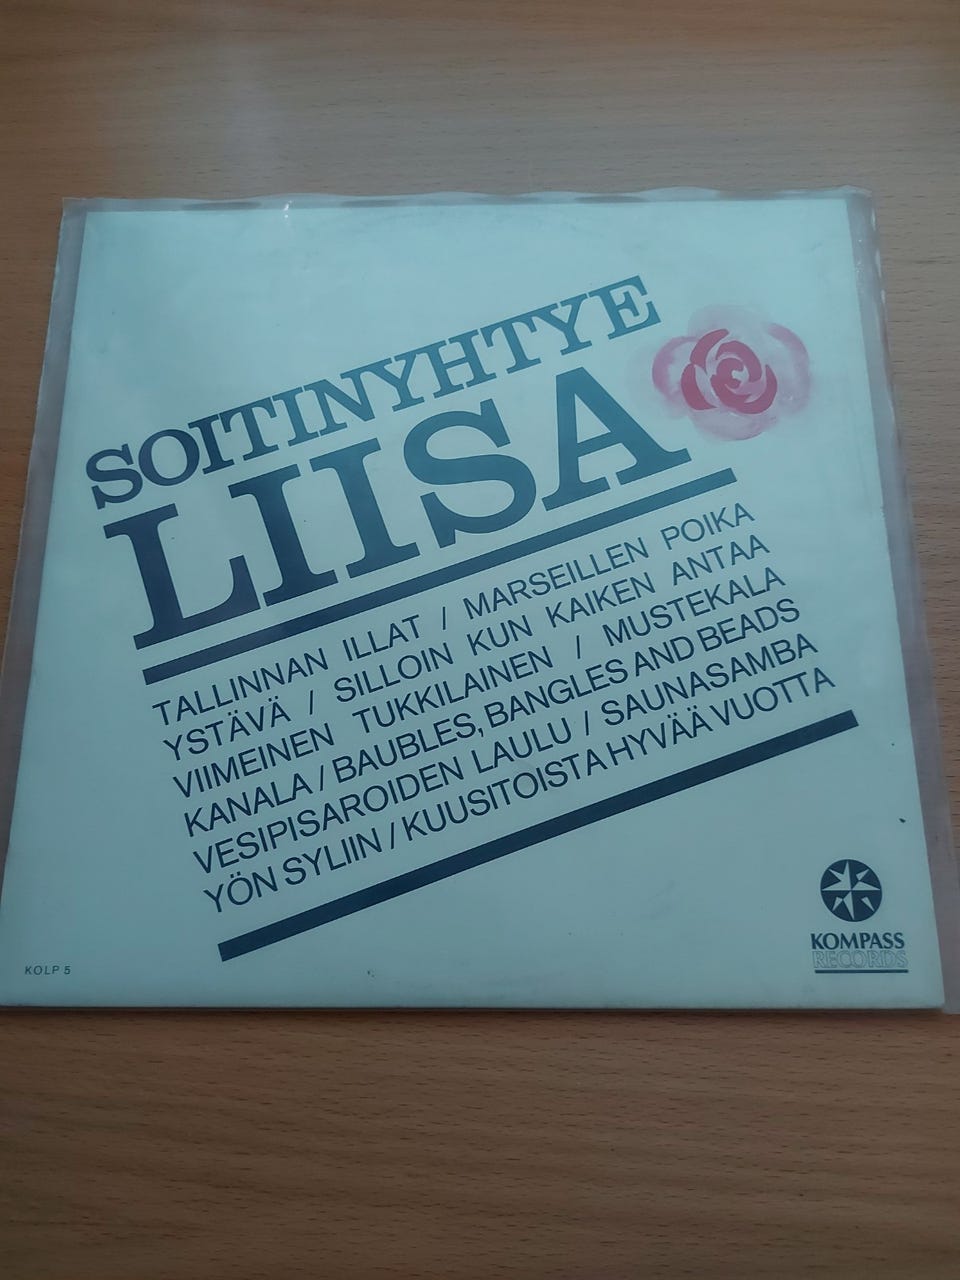 SOITINYHTYE
LIISA
TALLINNAN ILLAT / MARSEILLEN POIKA
YSTÄVÄ / SILLOIN KUN KAIKEN ANTAA
VIIMEINEN TUKKILAINEN / MUSTEKALA
KANALA / BAUBLES, BANGLES AND BEADS
VESIPISAROIDEN LAULU / SAUNASAMBA
YÖN SYLIIN / KUUSITOISTA HYVÄÄ VUOTTA
KOLP 5
KOMPASS
RECORDS